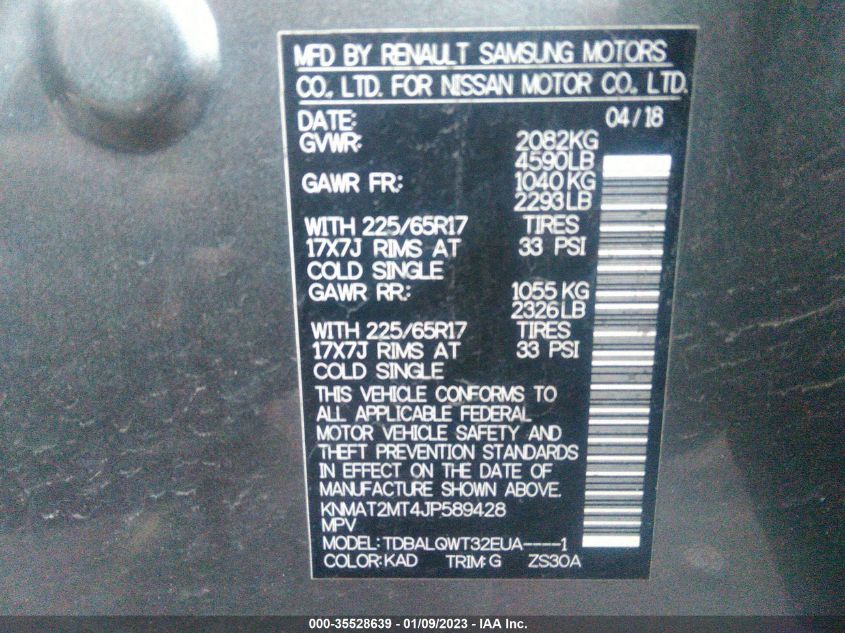 MFD BY RENAULT SAMSUNG MOTORS
CO., LTD. FOR NISSAN MOTOR CO., LTD.
DATE: 04/18
GVWR: 2082KG
4590LB
GAWR FR: 1040 KG
2293LB
WITH 225/65R17 TIRES
17X7J RIMS AT 33 PSI
COLD SINGLE
GAWR RR: 1055 KG
2326LB
WITH 225/65R17 TIRES
17X7J RIMS AT 33 PSI
COLD SINGLE
THIS VEHICLE CONFORMS TO
ALL APPLICABLE FEDERAL
MOTOR VEHICLE SAFETY AND
THEFT PREVENTION STANDARDS
IN EFFECT ON THE DATE OF
MANUFACTURE SHOWN ABOVE.
KNMAT2MT4JP589428
MPV
MODEL: TDBALQWT32EUA----1
COLOR: KAD TRIM: G ZS30A
000-35528639 - 01/09/2023 - IAA Inc.